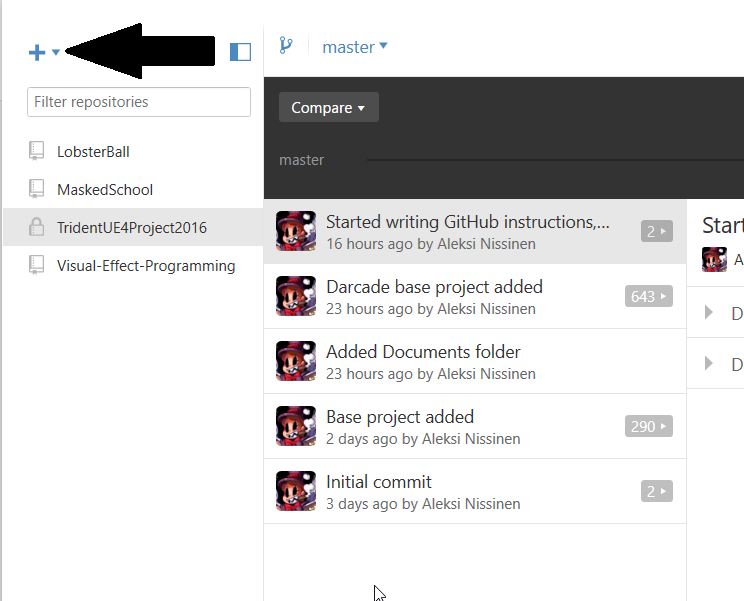 master
Filter repositories
Compare
LobsterBall
master
MaskedSchool
TridentUE4Project2016
Visual-Effect-Programming
Started writing GitHub instructions,...
16 hours ago by Aleksi Nissinen
2
Darcade base project added
23 hours ago by Aleksi Nissinen
643
Added Documents folder
23 hours ago by Aleksi Nissinen
Base project added
2 days ago by Aleksi Nissinen
290
Initial commit
3 days ago by Aleksi Nissinen
2
Start
A
D
D